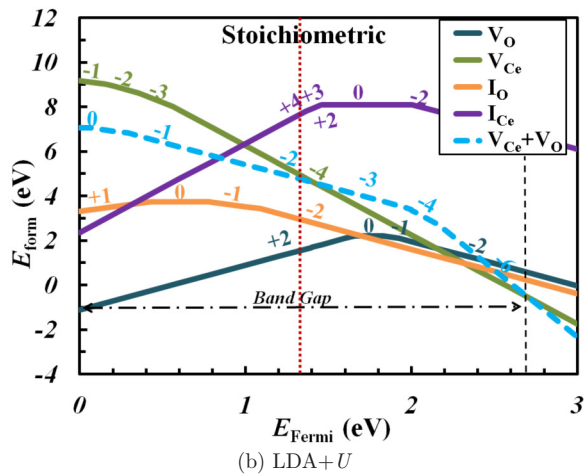 Stoichiometric
V_O
V_Ce
I_O
I_Ce
V_Ce+V_O
12
10
8
6
4
2
0
-2
-4
E_form (eV)
-1 -2 -3 -4
0 -1 -2 -3 -4
+4 +3 +2 0 -2
+1 0 -1 -2
+2 0 -1 -2
Band Gap
0 1 2 3
E_Fermi (eV)
(b) LDA+U